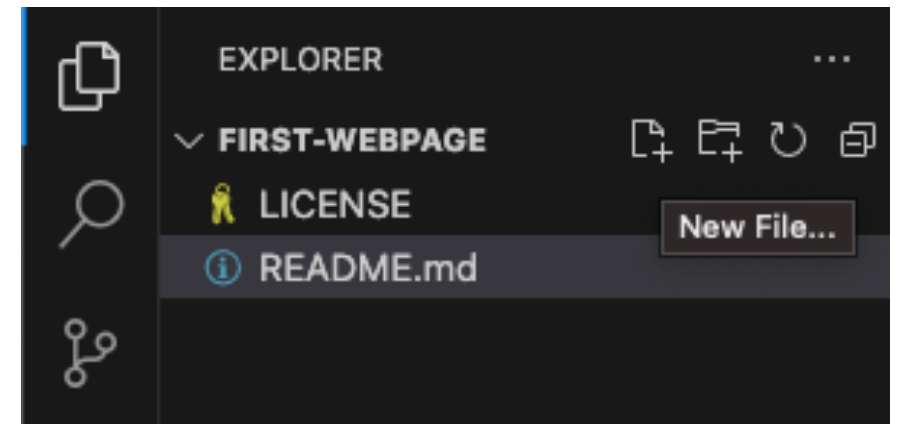 EXPLORER
FIRST-WEBPAGE
LICENSE
New File...
README.md